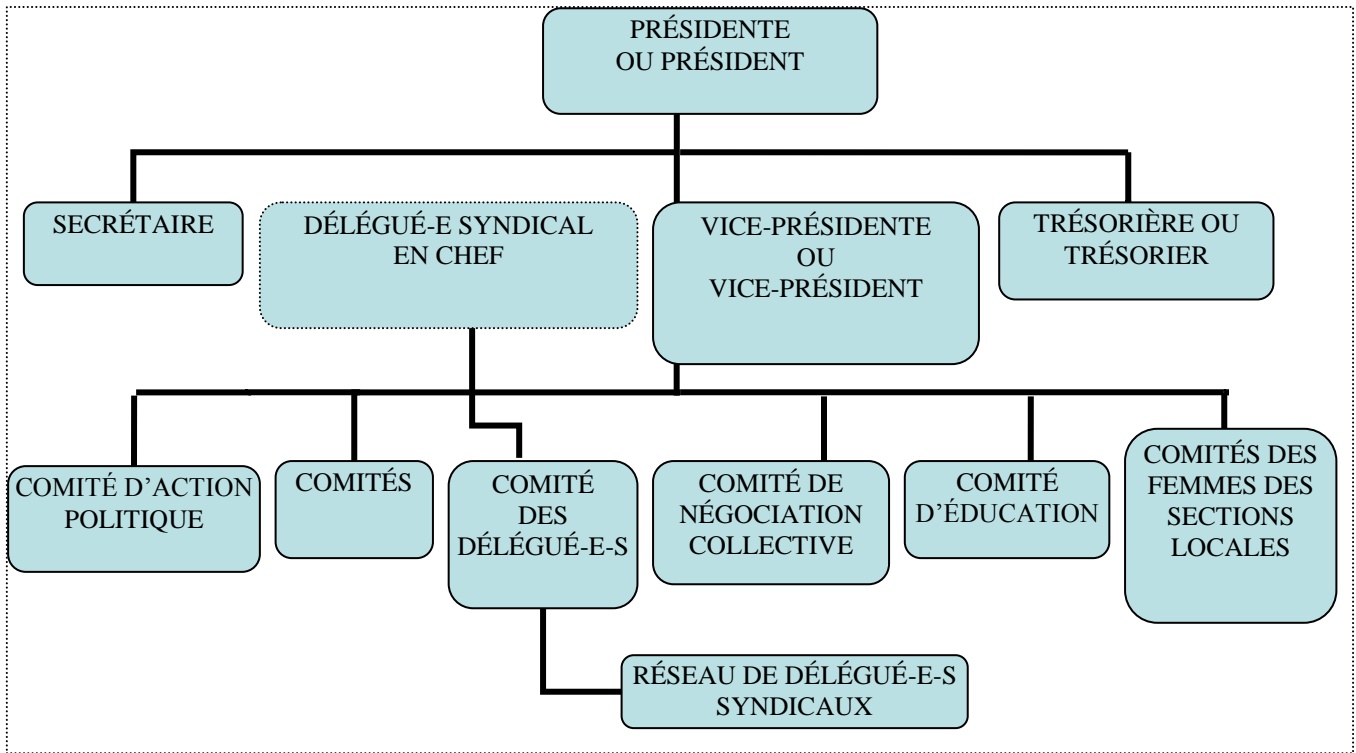 PRÉSIDENTE
OU PRÉSIDENT
SECRÉTAIRE
DÉLÉGUÉ-E SYNDICAL
EN CHEF
VICE-PRÉSIDENTE
OU
VICE-PRÉSIDENT
TRÉSORIÈRE OU
TRÉSORIER
COMITÉ D’ACTION
POLITIQUE
COMITÉS
COMITÉ
DES
DÉLÉGUÉ-E-S
COMITÉ DE
NÉGOCIATION
COLLECTIVE
COMITÉ
D’ÉDUCATION
COMITÉS DES
FEMMES DES
SECTIONS
LOCALES
RÉSEAU DE DÉLÉGUÉ-E-S
SYNDICAUX